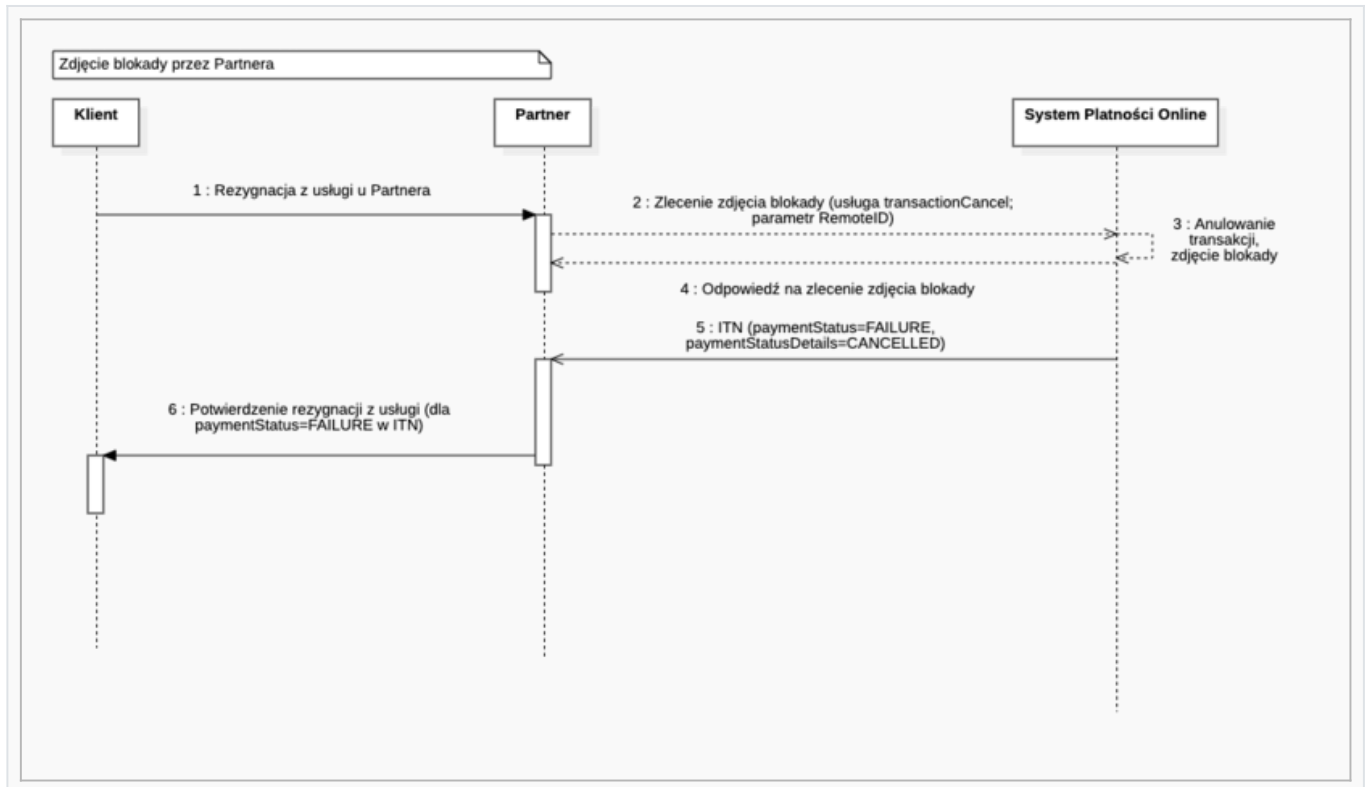 Zdjęcie blokady przez Partnera
Klient
Partner
System Płatności Online
1 : Rezygnacja z usługi u Partnera
2 : Zlecenie zdjęcia blokady (usługa transactionCancel;
parametr RemoteID)
3 : Anulowanie
transakcji,
zdjęcie blokady
4 : Odpowiedź na zlecenie zdjęcia blokady
5 : ITN (paymentStatus=FAILURE,
paymentStatusDetails=CANCELLED)
6 : Potwierdzenie rezygnacji z usługi (dla
paymentStatus=FAILURE w ITN)